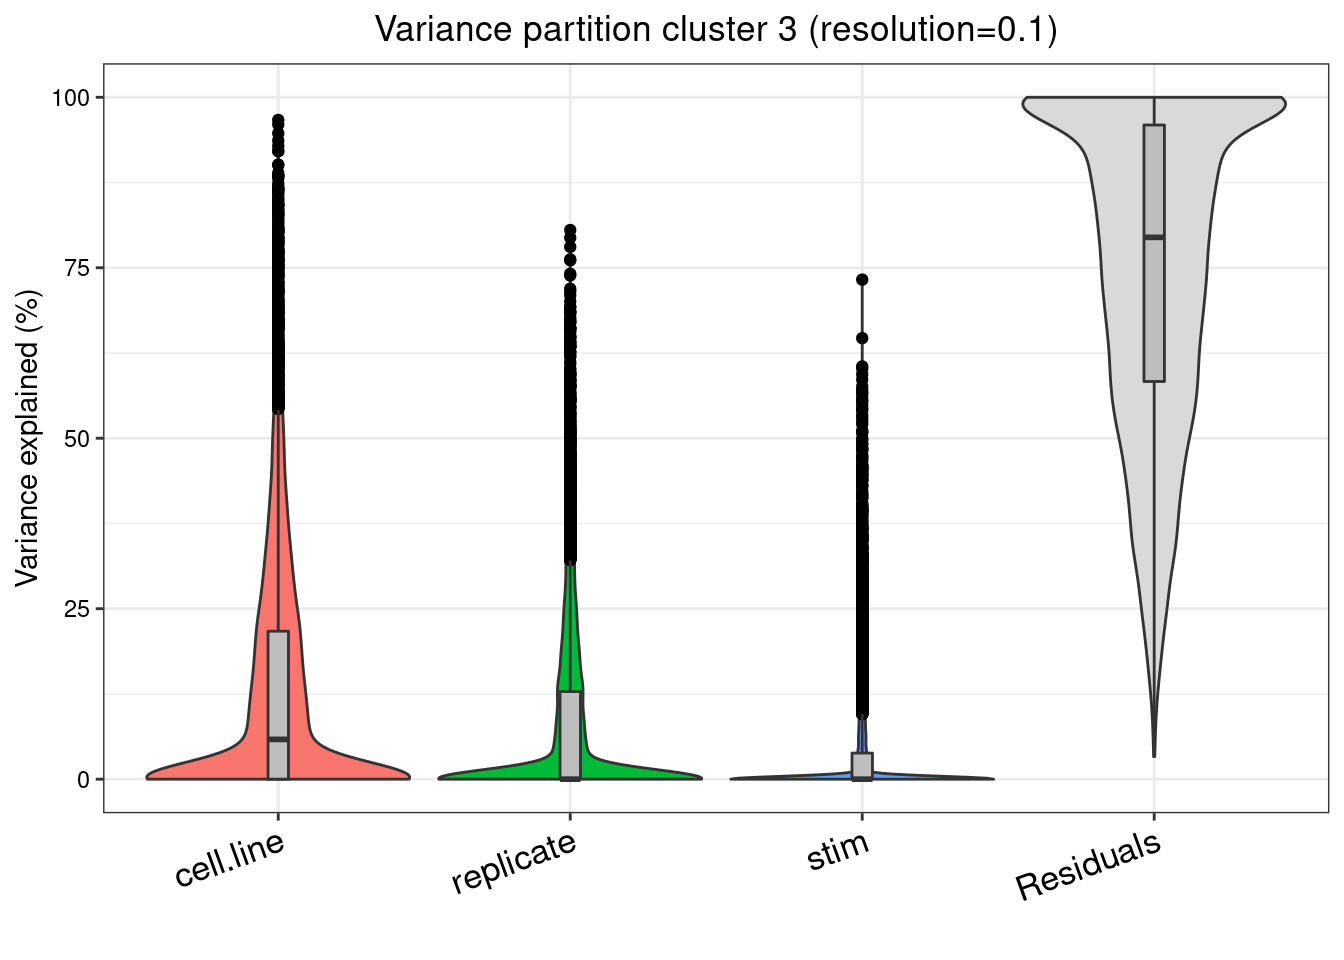 Variance partition cluster 3 (resolution=0.1)
Variance explained (%)
100
75
50
25
0
cell.line
replicate
stim
Residuals